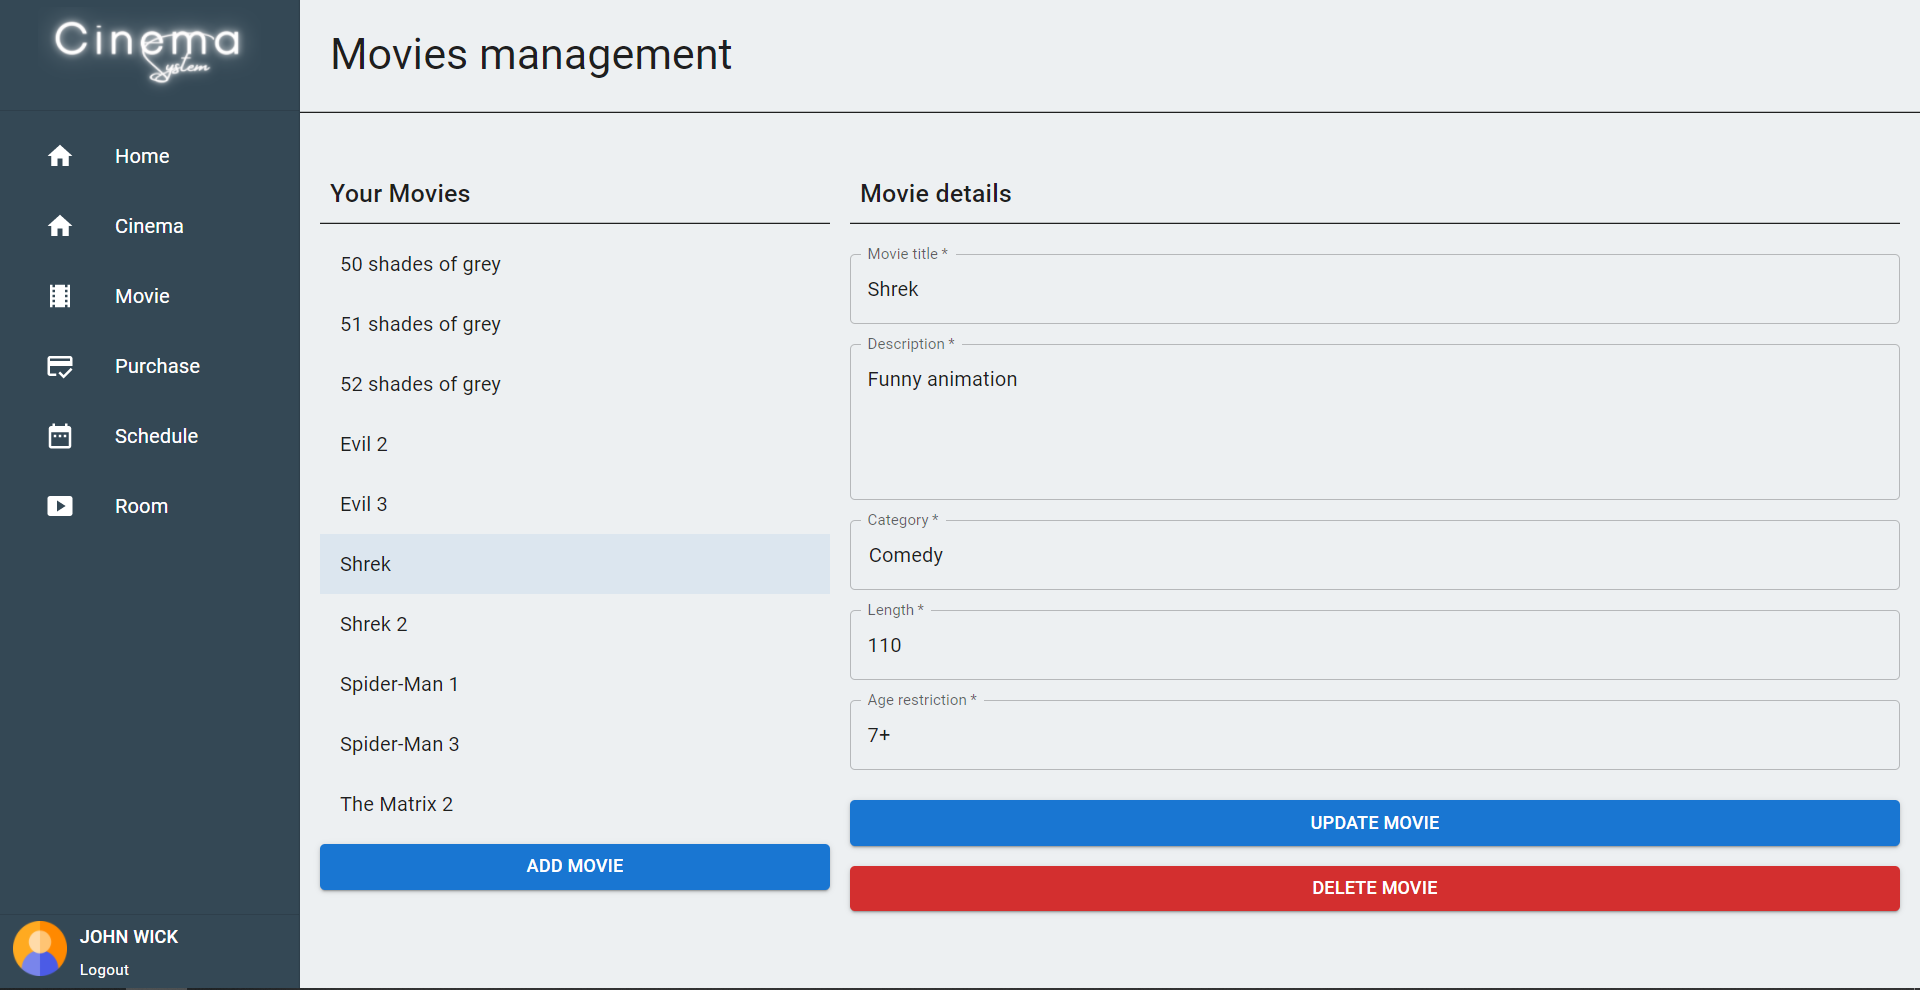 Cinema
System
Home
Cinema
Movie
Purchase
Schedule
Room
JOHN WICK
Logout
Movies management
Your Movies
50 shades of grey
51 shades of grey
52 shades of grey
Evil 2
Evil 3
Shrek
Shrek 2
Spider-Man 1
Spider-Man 3
The Matrix 2
ADD MOVIE
Movie details
Movie title *
Shrek
Description *
Funny animation
Category *
Comedy
Length *
110
Age restriction *
7+
UPDATE MOVIE
DELETE MOVIE